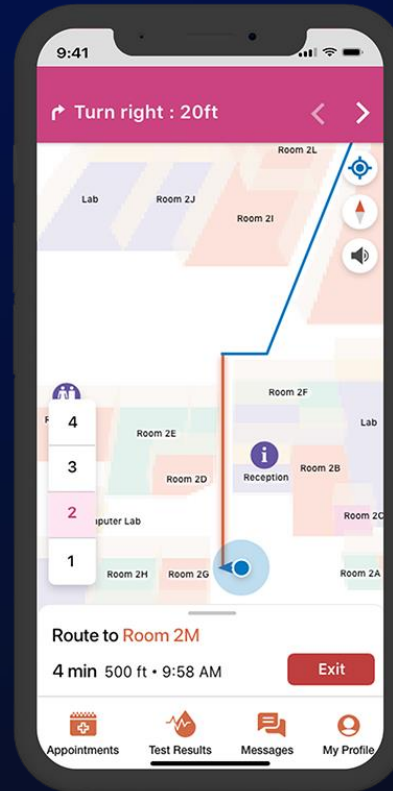 9:41
Turn right : 20ft
Room 2L
Lab
Room 2J
Room 2I
Room 2F
4
Room 2E
Lab
3
Room 2B
Room 2D
Reception
2
Room 2C
puter Lab
1
Room 2H
Room 2G
Room 2A
Route to Room 2M
4 min 500 ft • 9:58 AM
Exit
Appointments
Test Results
Messages
My Profile